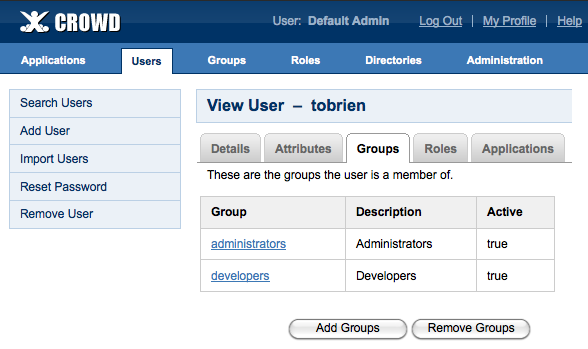 CROWD
User: Default Admin Log Out | My Profile | Help
Applications Users Groups Roles Directories Administration
Search Users
Add User
Import Users
Reset Password
Remove User
View User – tobrien
Details Attributes Groups Roles Applications
These are the groups the user is a member of.
Group Description Active
administrators Administrators true
developers Developers true
Add Groups Remove Groups